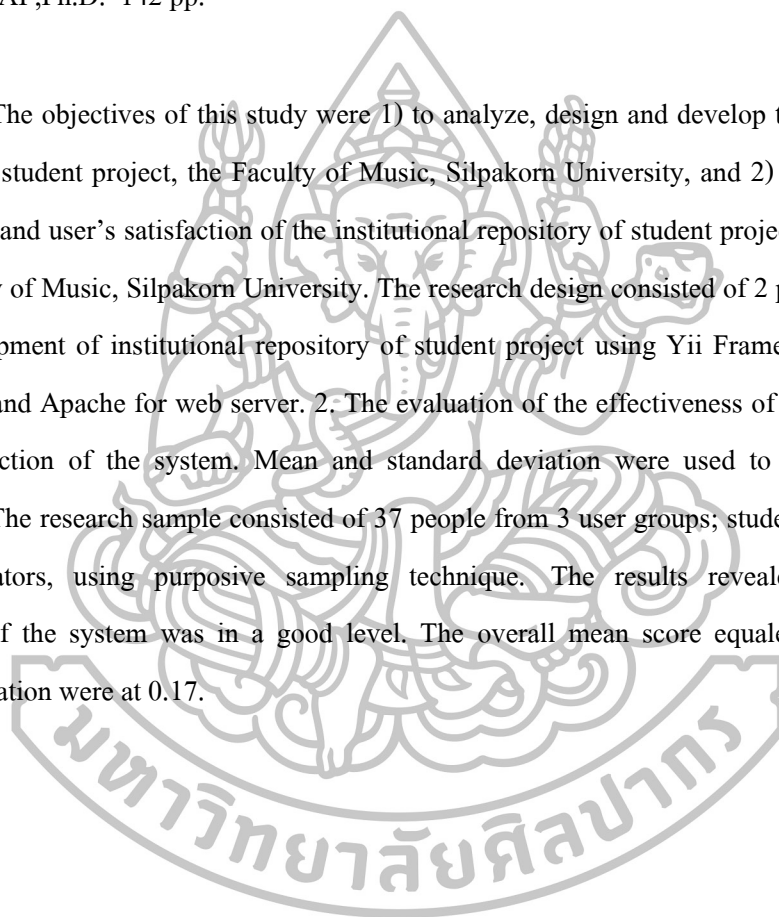 AP,Ph.D. 142 pp.
The objectives of this study were 1) to analyze, design and develop t
student project, the Faculty of Music, Silpakorn University, and 2)
and user's satisfaction of the institutional repository of student projec
y of Music, Silpakorn University. The research design consisted of 2 p
pment of institutional repository of student project using Yii Frame
and Apache for web server. 2. The evaluation of the effectiveness of
ction of the system. Mean and standard deviation were used to
The research sample consisted of 37 people from 3 user groups; stude
ators, using purposive sampling technique. The results reveale
f the system was in a good level. The overall mean score equale
ation were at 0.17.
มหาวิทยาลัยศิลปากร